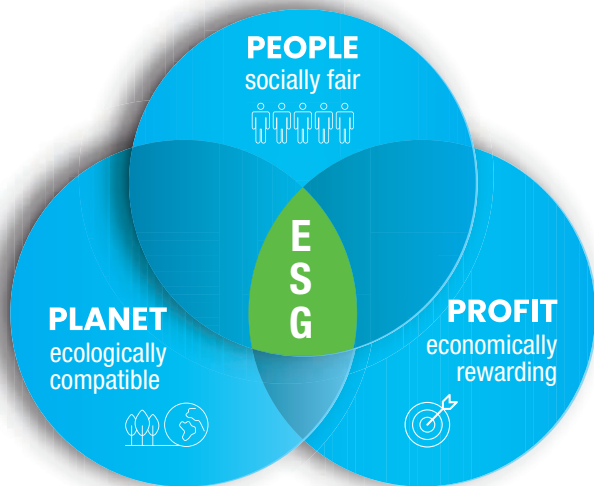 PEOPLE
socially fair
E
S
G
PLANET
ecologically
compatible
PROFIT
economically
rewarding